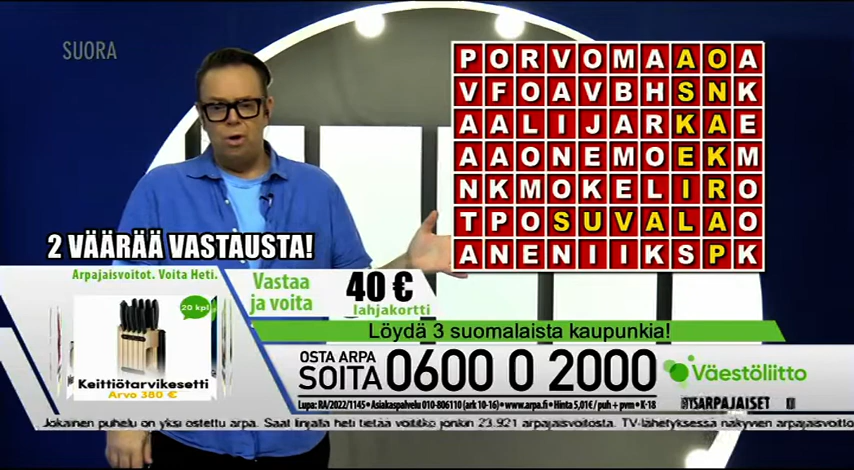 SUORA
PORVOMAAOA
VFOAVBHSNK
AALIJARKAE
AAONEMOEKM
NKMOKELIRO
TPOSUVALAO
ANENIIKSPK
2 VÄÄRÄÄ VASTAUSTA!
Arpajaisvoitot. Voita Heti.
20 kpl
Keittiötarvikesetti
Arvo 380 €
Vastaa ja voita
40 €
lahjakortti
Löydä 3 suomalaista kaupunkia!
OSTA ARPA
SOITA 0600 0 2000
Väestöliitto
Lupa: RA/2022/1145 • Asiakaspalvelu 010-806110 (ark 10-16) • www.arpa.fi • Hinta 5,01€ / puh + pvm • K-18
Jokainen puhelu on yksi ostettu arpa. Saat linjalla heti tietää voititko jonkin 23.921 arpajaisvoitosta. TV-lähetyksessä näkyvien arpajaisvoitto